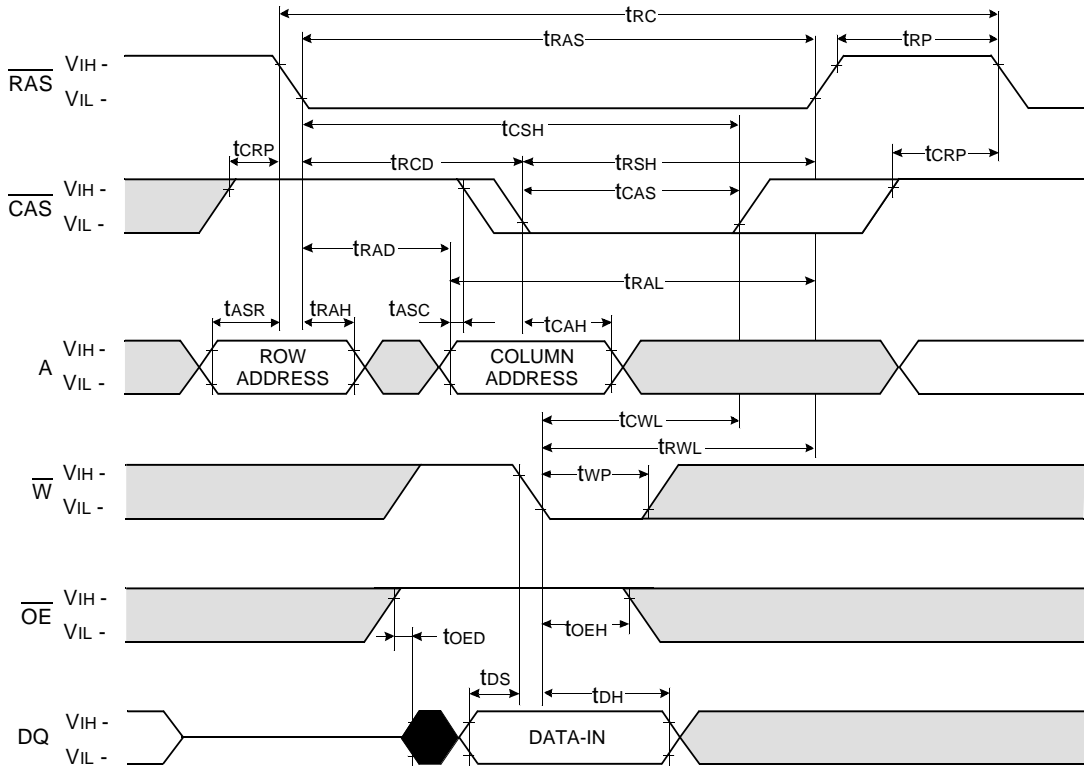 tRC
tRAS
tRP
RAS
VIH -
VIL -
tCSH
tCRP
tRCD
tRSH
tCRP
CAS
VIH -
VIL -
tCAS
tRAD
tRAL
tASR
tRAH
tASC
tCAH
A
VIH -
VIL -
ROW
ADDRESS
COLUMN
ADDRESS
tCWL
tRWL
W
VIH -
VIL -
tWP
OE
VIH -
VIL -
tOED
tOEH
tDS
tDH
DQ
VIH -
VIL -
DATA-IN